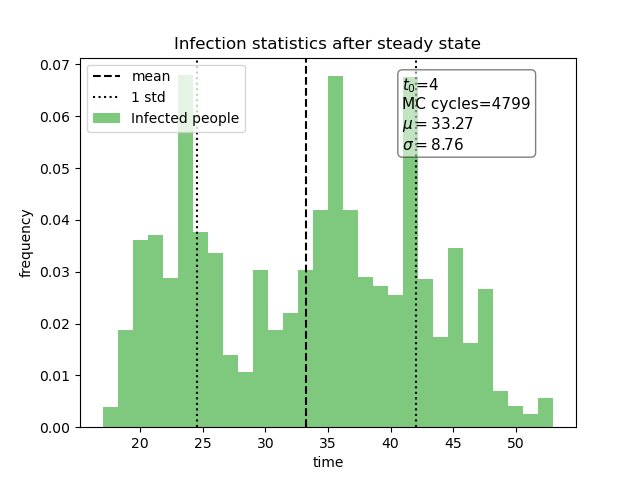 Infection statistics after steady state
mean
1 std
Infected people
t₀=4
MC cycles=4799
μ = 33.27
σ = 8.76
0.07
0.06
0.05
0.04
0.03
0.02
0.01
0.00
frequency
20 25 30 35 40 45 50
time